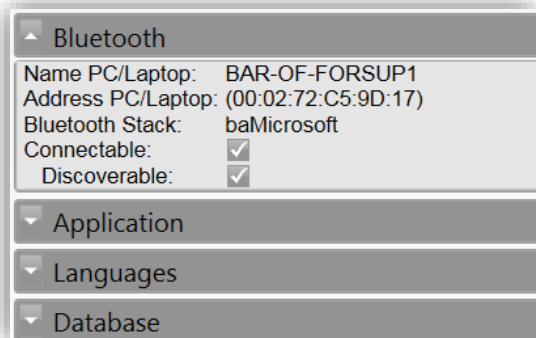 Bluetooth
Name PC/Laptop: BAR-OF-FORSUP1
Address PC/Laptop: (00:02:72:C5:9D:17)
Bluetooth Stack: baMicrosoft
Connectable:
Discoverable:
Application
Languages
Database